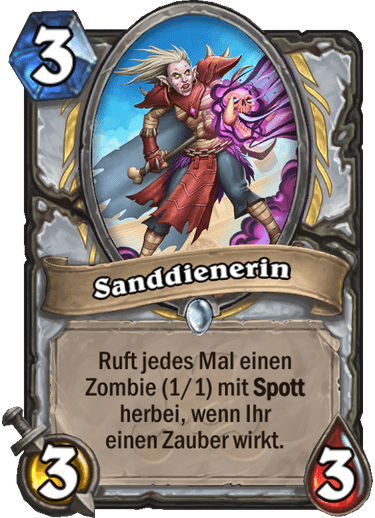 3
Sanddienerin
Ruft jedes Mal einen
Zombie (1/1) mit Spott
herbei, wenn Ihr
einen Zauber wirkt.
3
3